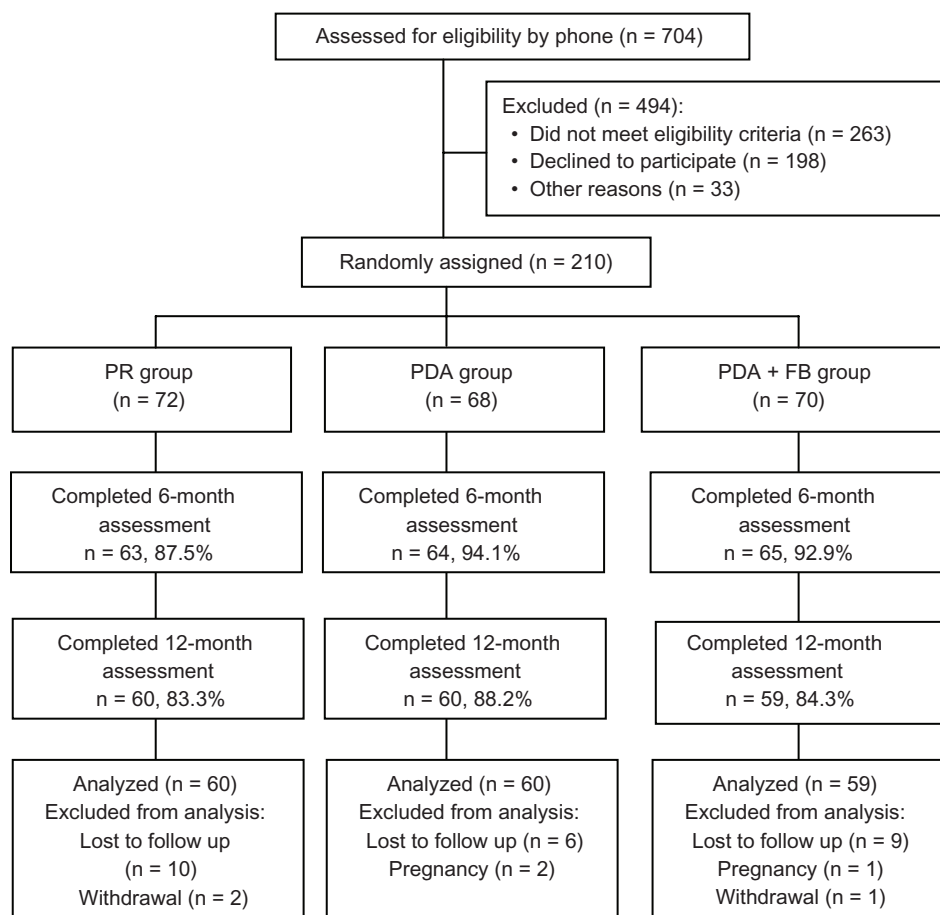 Assessed for eligibility by phone (n = 704)
Excluded (n = 494):
• Did not meet eligibility criteria (n = 263)
• Declined to participate (n = 198)
• Other reasons (n = 33)
Randomly assigned (n = 210)
PR group
(n = 72)
PDA group
(n = 68)
PDA + FB group
(n = 70)
Completed 6-month
assessment
n = 63, 87.5%
Completed 6-month
assessment
n = 64, 94.1%
Completed 6-month
assessment
n = 65, 92.9%
Completed 12-month
assessment
n = 60, 83.3%
Completed 12-month
assessment
n = 60, 88.2%
Completed 12-month
assessment
n = 59, 84.3%
Analyzed (n = 60)
Excluded from analysis:
Lost to follow up
(n = 10)
Withdrawal (n = 2)
Analyzed (n = 60)
Excluded from analysis:
Lost to follow up (n = 6)
Pregnancy (n = 2)
Analyzed (n = 59)
Excluded from analysis:
Lost to follow up (n = 9)
Pregnancy (n = 1)
Withdrawal (n = 1)